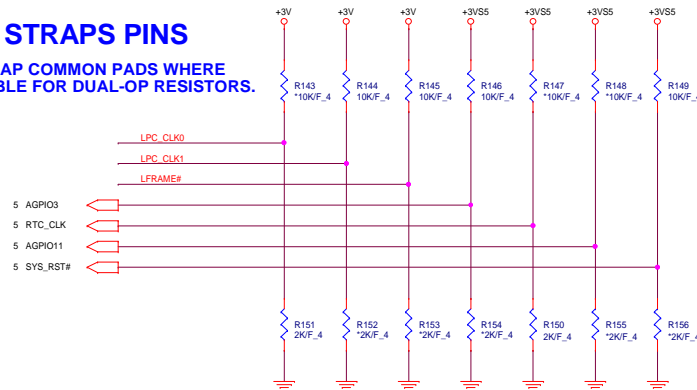 STRAPS PINS
AP COMMON PADS WHERE
BLE FOR DUAL-OP RESISTORS.
+3V +3V +3V +3VS5 +3VS5 +3VS5 +3VS5
R143 R144 R145 R146 R147 R148 R149
*10K/F_4 10K/F_4 10K/F_4 10K/F_4 *10K/F_4 *10K/F_4 10K/F_4
LPC_CLK0
LPC_CLK1
LFRAME#
5 AGPIO3
5 RTC_CLK
5 AGPIO11
5 SYS_RST#
R151 R152 R153 R154 R150 R155 R156
2K/F_4 *2K/F_4 *2K/F_4 *2K/F_4 2K/F_4 *2K/F_4 *2K/F_4